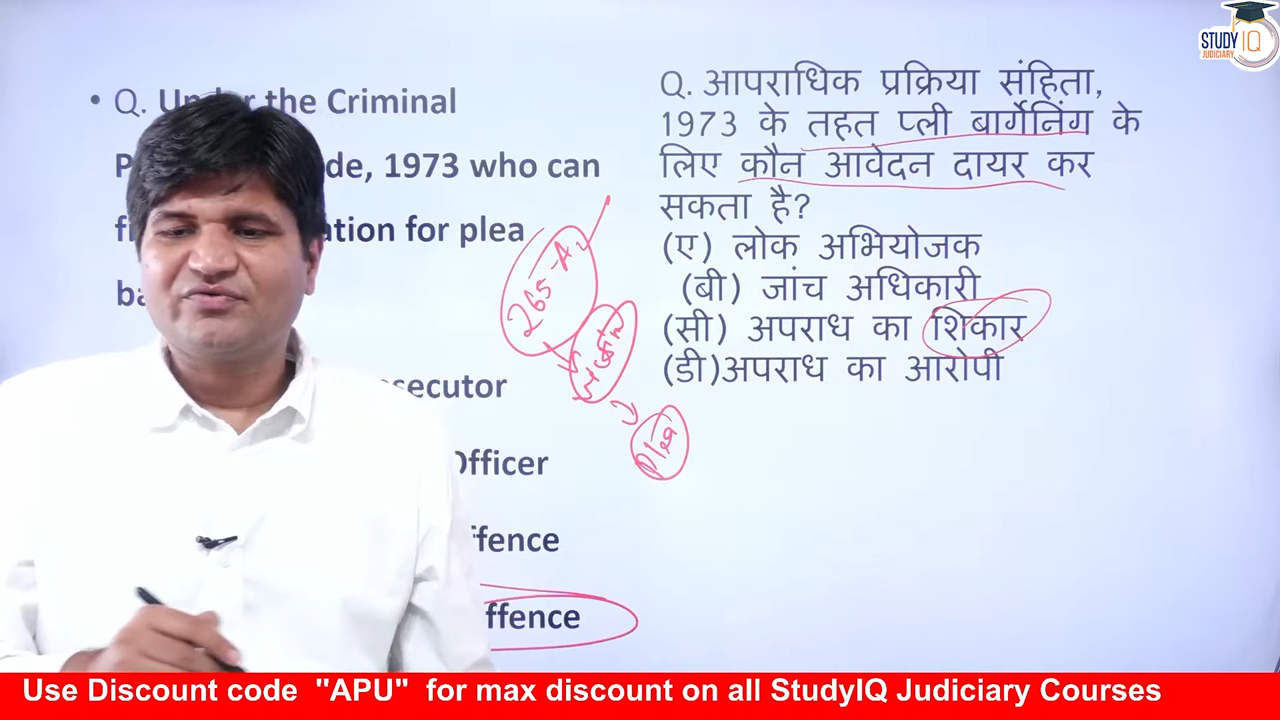 STUDY IQ
JUDICIARY
• Q. Under the Criminal
de, 1973 who can
ation for plea
secutor
Officer
ffence
ffence
Q. आपराधिक प्रक्रिया संहिता,
1973 के तहत प्ली बार्गेनिंग के
लिए कौन आवेदन दायर कर
सकता है?
(ए) लोक अभियोजक
(बी) जांच अधिकारी
(सी) अपराध का शिकार
(डी)अपराध का आरोपी
265-A
Use Discount code "APU" for max discount on all StudyIQ Judiciary Courses